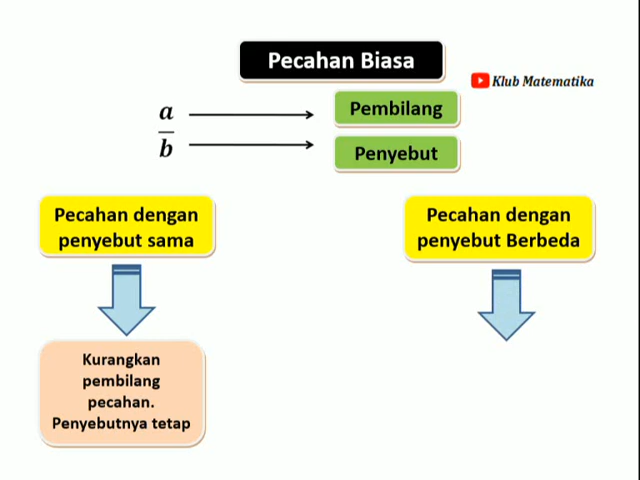 Pecahan Biasa
Klub Matematika
a
b
Pembilang
Penyebut
Pecahan dengan
penyebut sama
Pecahan dengan
penyebut Berbeda
Kurangkan
pembilang
pecahan.
Penyebutnya tetap